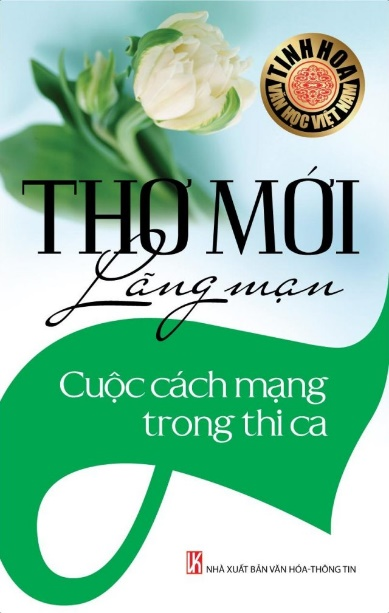 TINH HOA
VĂN HỌC VIỆT NAM
THƠ MỚI
Lãng mạn
Cuộc cách mạng
trong thi ca
NHÀ XUẤT BẢN VĂN HÓA-THÔNG TIN